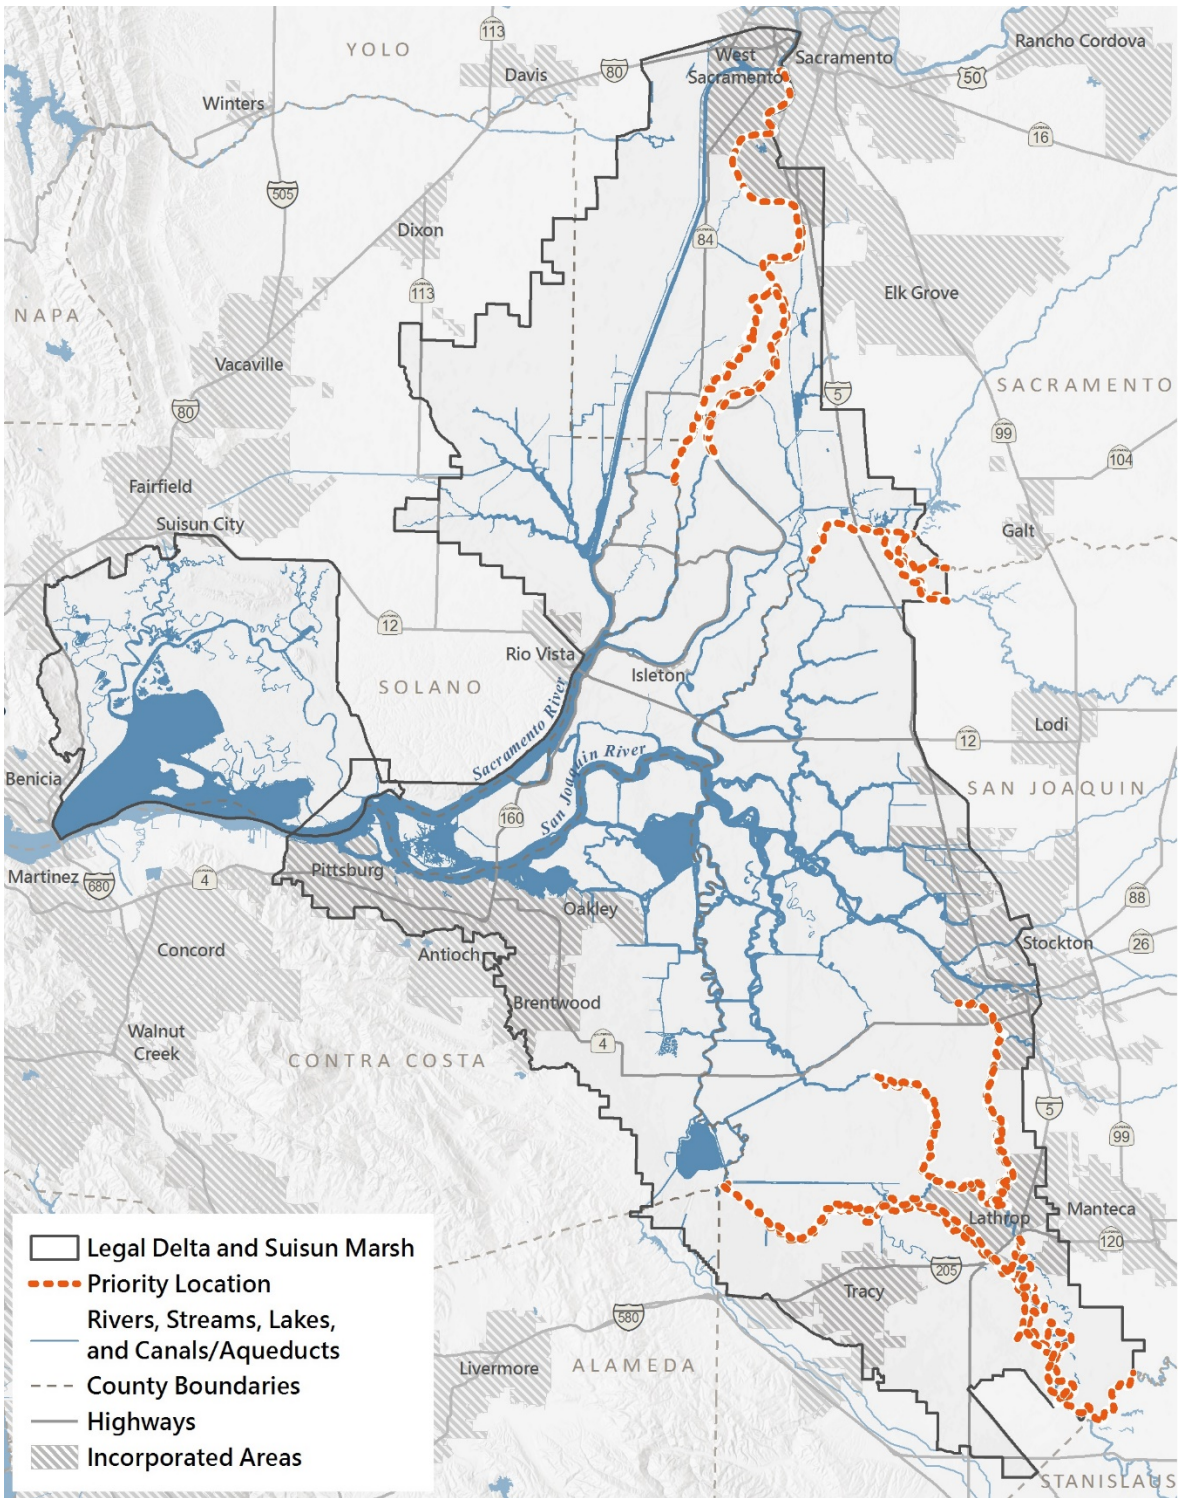 113
YOLO
Rancho Cordova
West
Sacramento
Sacramento
Davis
80
50
Winters
16
505
Dixon
84
113
Elk Grove
NAPA
Vacaville
SACRAMENTO
5
80
99
104
Fairfield
Suisun City
Galt
12
Rio Vista
Isleton
SOLANO
Sacramento River
Lodi
12
San Joaquin River
Benicia
SAN JOAQUIN
160
Pittsburg
Martinez
680
4
88
Oakley
Stockton
26
Concord
Antioch
Brentwood
Walnut
Creek
4
CONTRA COSTA
5
99
Manteca
Lathrop
120
205
Tracy
580
Livermore
ALAMEDA
STANISLAUS
Legal Delta and Suisun Marsh
Priority Location
Rivers, Streams, Lakes,
and Canals/Aqueducts
County Boundaries
Highways
Incorporated Areas